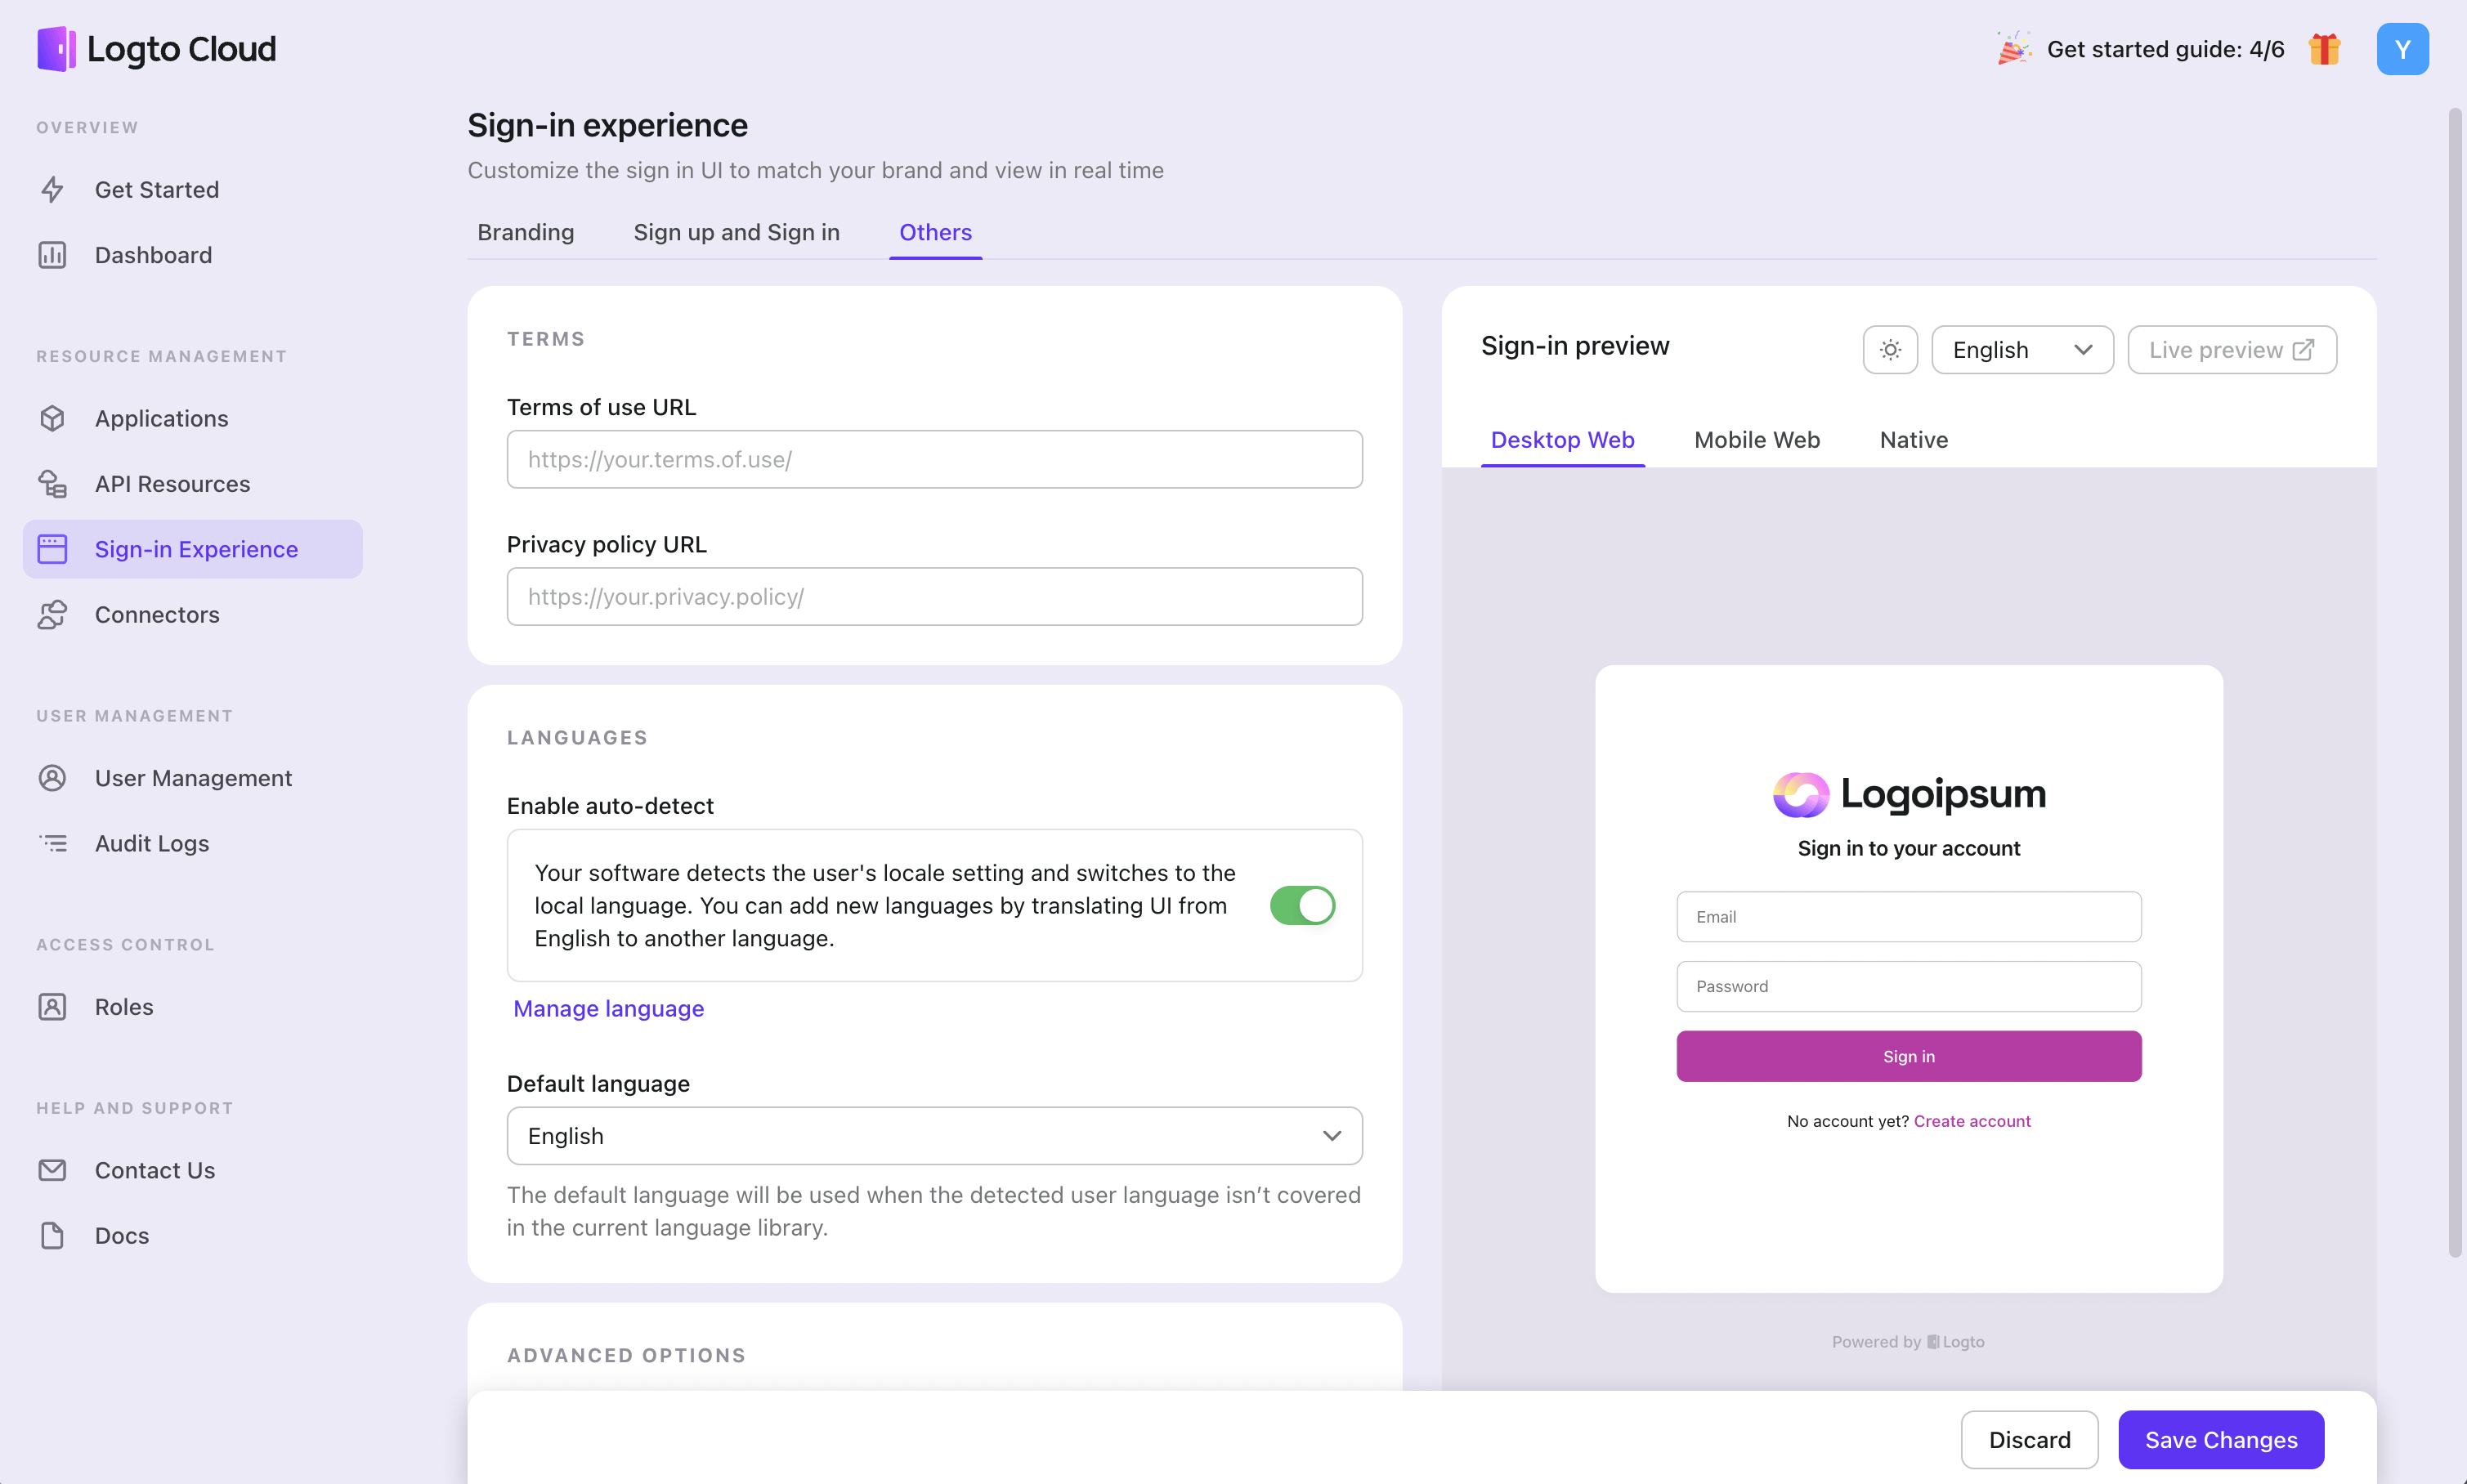 Logto Cloud
Get started guide: 4/6
Y
OVERVIEW
Get Started
Dashboard
RESOURCE MANAGEMENT
Applications
API Resources
Sign-in Experience
Connectors
USER MANAGEMENT
User Management
Audit Logs
ACCESS CONTROL
Roles
HELP AND SUPPORT
Contact Us
Docs
Sign-in experience
Customize the sign in UI to match your brand and view in real time
Branding
Sign up and Sign in
Others
TERMS
Terms of use URL
https://your.terms.of.use/
Privacy policy URL
https://your.privacy.policy/
LANGUAGES
Enable auto-detect
Your software detects the user's locale setting and switches to the
local language. You can add new languages by translating UI from
English to another language.
Manage language
Default language
English
The default language will be used when the detected user language isn’t covered
in the current language library.
ADVANCED OPTIONS
Sign-in preview
English
Live preview
Desktop Web
Mobile Web
Native
Logoipsum
Sign in to your account
Email
Password
Sign in
No account yet? Create account
Powered by Logto
Discard
Save Changes